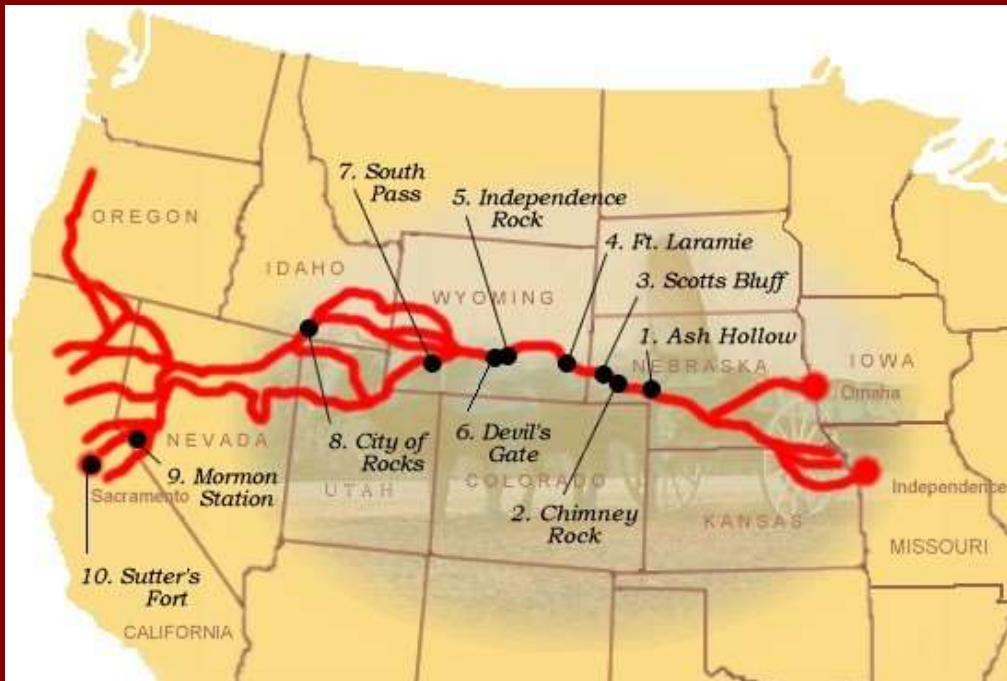 7. South
Pass
5. Independence
Rock
OREGON
4. Ft. Laramie
IDAHO
3. Scotts Bluff
WYOMING
1. Ash Hollow
NEBRASKA
IOWA
Omaha
NEVADA
8. City of
Rocks
6. Devil's
Gate
9. Mormon
Station
Sacramento
UTAH
COLORADO
Independence
2. Chimney
Rock
KANSAS
MISSOURI
10. Sutter's
Fort
CALIFORNIA